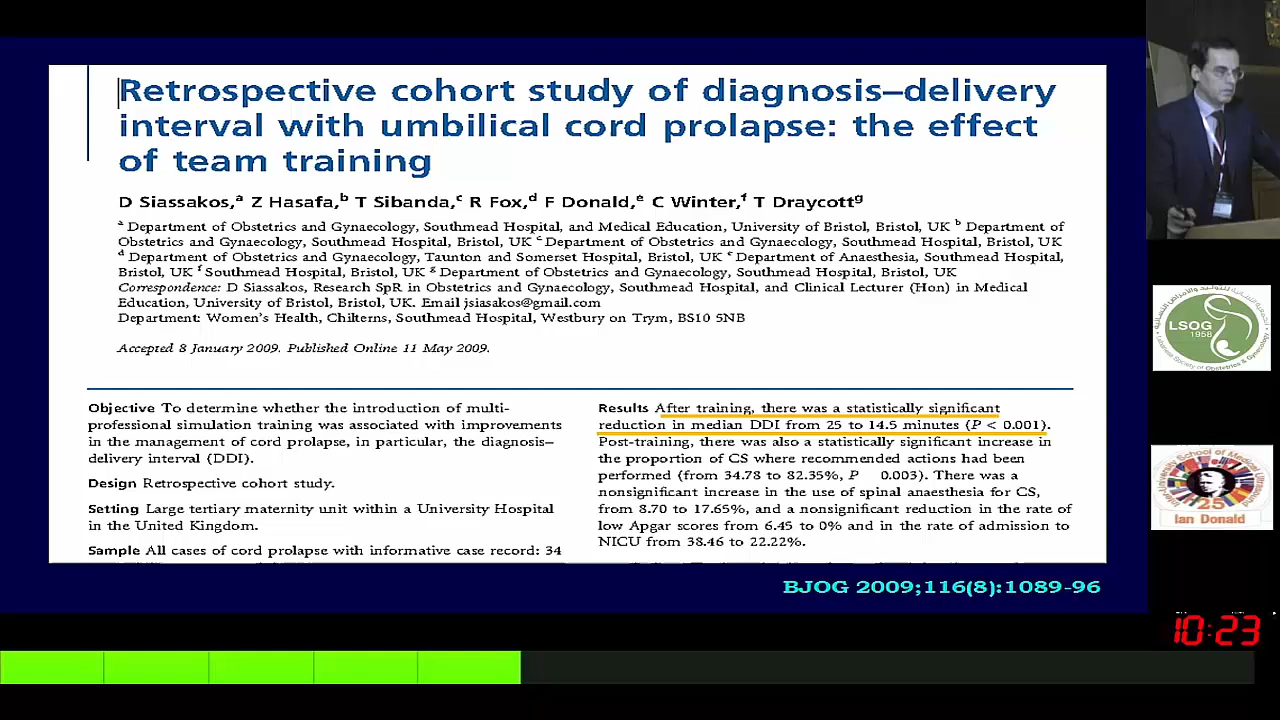 Retrospective cohort study of diagnosis–delivery
interval with umbilical cord prolapse: the effect
of team training
D Siassakos,a Z Hasafa,b T Sibanda,c R Fox,d F Donald,e C Winter,f T Draycottg
a Department of Obstetrics and Gynaecology, Southmead Hospital, and Medical Education, University of Bristol, Bristol, UK b Department of
Obstetrics and Gynaecology, Southmead Hospital, Bristol, UK c Department of Obstetrics and Gynaecology, Southmead Hospital, Bristol, UK
d Department of Obstetrics and Gynaecology, Taunton and Somerset Hospital, Bristol, UK e Department of Anaesthesia, Southmead Hospital,
Bristol, UK f Southmead Hospital, Bristol, UK g Department of Obstetrics and Gynaecology, Southmead Hospital, Bristol, UK
Correspondence: D Siassakos, Research SpR in Obstetrics and Gynaecology, Southmead Hospital, and Clinical Lecturer (Hon) in Medical
Education, University of Bristol, Bristol, UK. Email jsiasakos@gmail.com
Department: Women's Health, Chilterns, Southmead Hospital, Westbury on Trym, BS10 5NB
Accepted 8 January 2009. Published Online 11 May 2009.
Objective To determine whether the introduction of multi-
professional simulation training was associated with improvements
in the management of cord prolapse, in particular, the diagnosis–
delivery interval (DDI).
Design Retrospective cohort study.
Setting Large tertiary maternity unit within a University Hospital
in the United Kingdom.
Sample All cases of cord prolapse with informative case record: 34
Results After training, there was a statistically significant
reduction in median DDI from 25 to 14.5 minutes (P < 0.001).
Post-training, there was also a statistically significant increase in
the proportion of CS where recommended actions had been
performed (from 34.78 to 82.35%, P 0.003). There was a
nonsignificant increase in the use of spinal anaesthesia for CS,
from 8.70 to 17.65%, and a nonsignificant reduction in the rate of
low Apgar scores from 6.45 to 0% and in the rate of admission to
NICU from 38.46 to 22.22%.
BJOG 2009;116(8):1089-96
LSOG
1958
Lebanese Society of Obstetrics & Gynecology
University School of Medical
25
Ian Donald
10:23